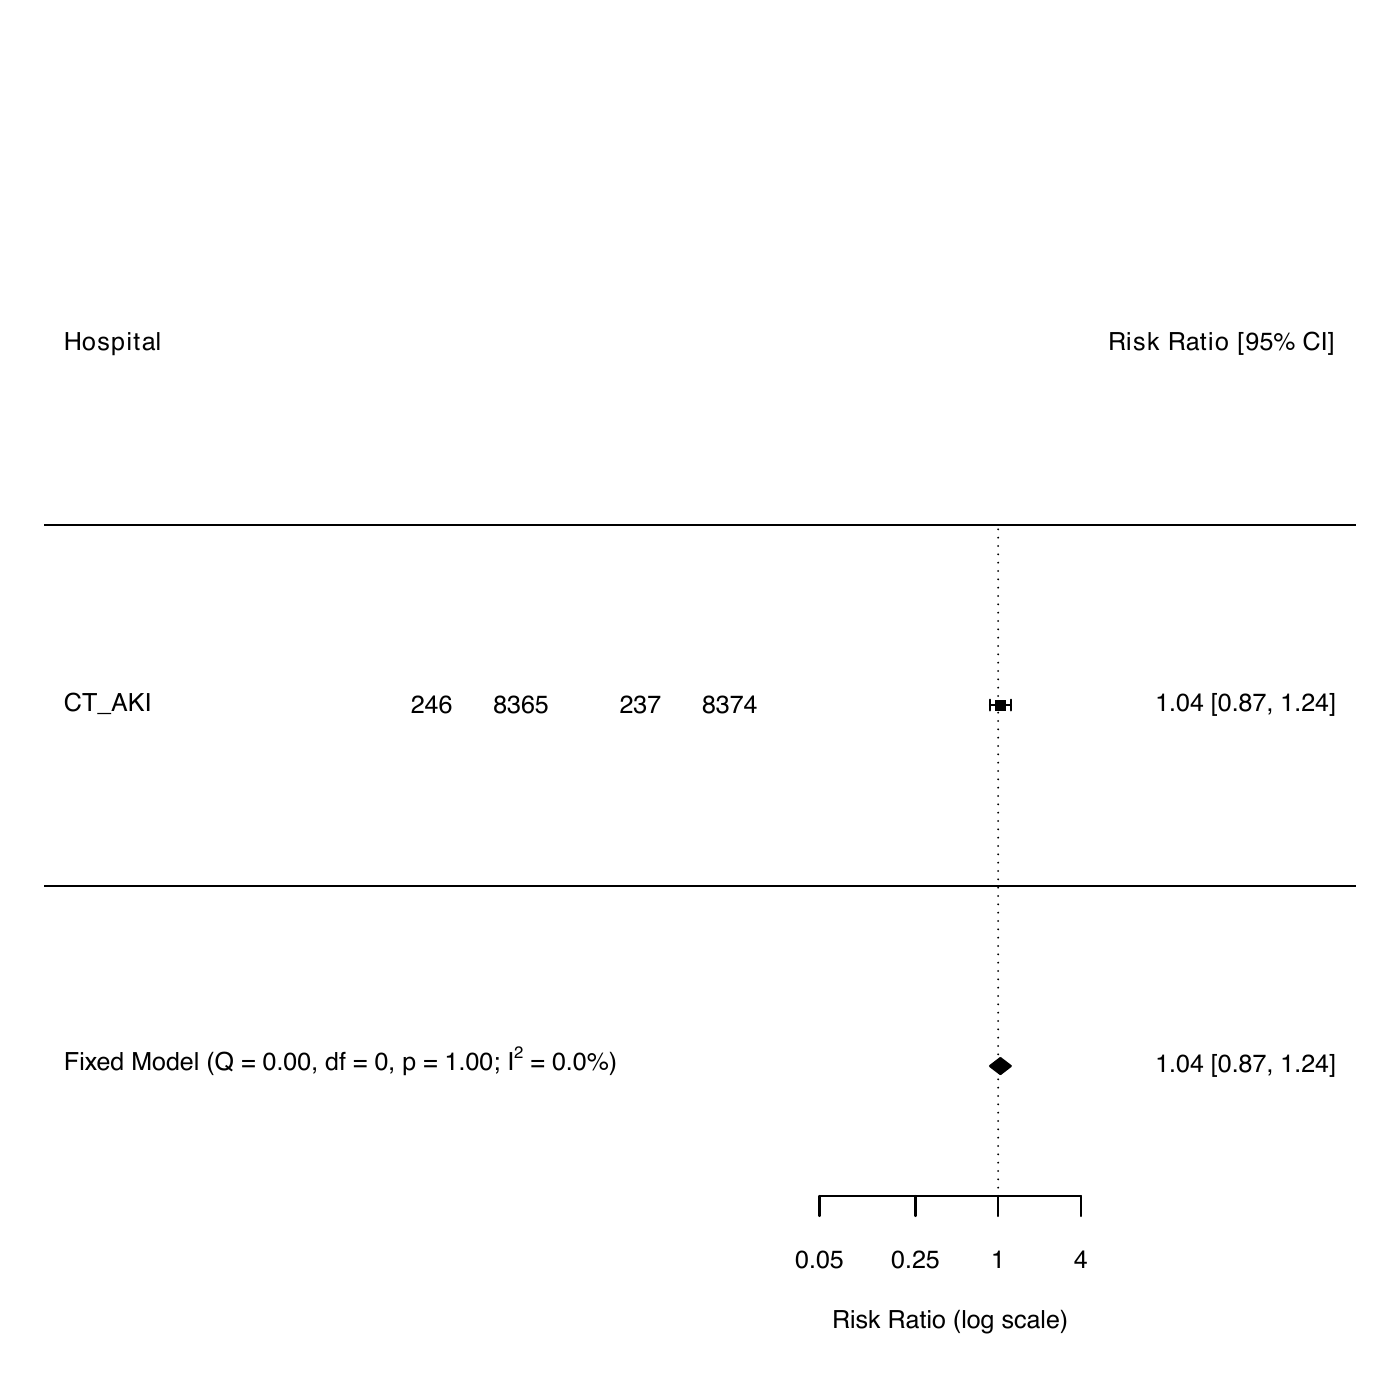 Hospital Risk Ratio [95% CI]
CT_AKI 246 8365 237 8374 1.04 [0.87, 1.24]
Fixed Model (Q = 0.00, df = 0, p = 1.00; I² = 0.0%) 1.04 [0.87, 1.24]
0.05 0.25 1 4
Risk Ratio (log scale)